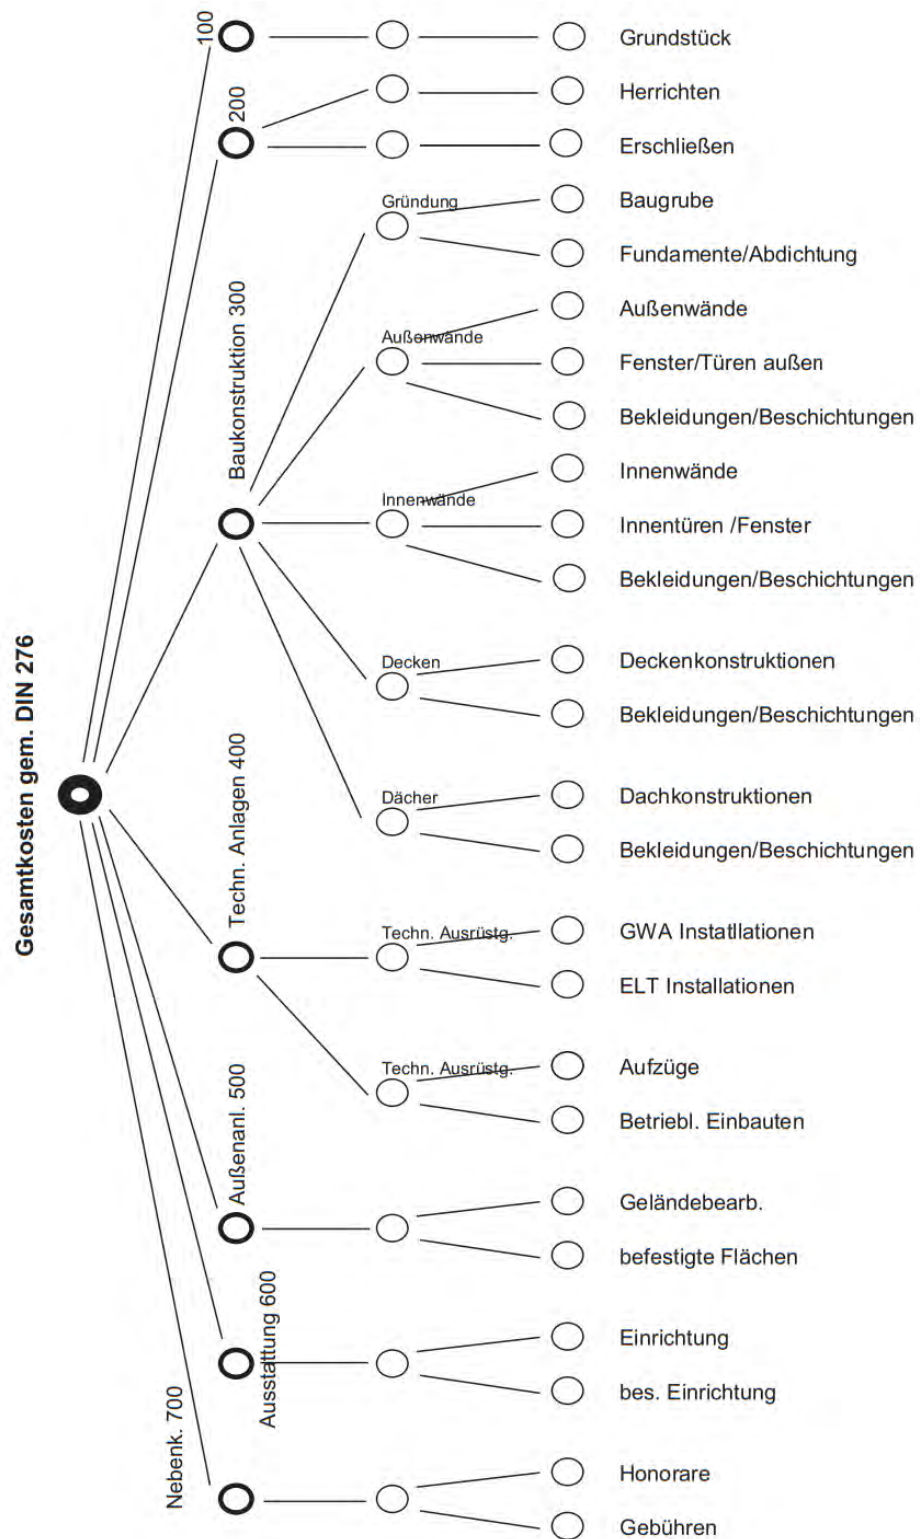 Gesamtkosten gem. DIN 276
100
200
Baukonstruktion 300
Techn. Anlagen 400
Außenanl. 500
Ausstattung 600
Nebenk. 700
Gründung
Außenwände
Innenwände
Decken
Dächer
Techn. Ausrüstg.
Techn. Ausrüstg.
Grundstück
Herrichten
Erschließen
Baugrube
Fundamente/Abdichtung
Außenwände
Fenster/Türen außen
Bekleidungen/Beschichtungen
Innenwände
Innentüren /Fenster
Bekleidungen/Beschichtungen
Deckenkonstruktionen
Bekleidungen/Beschichtungen
Dachkonstruktionen
Bekleidungen/Beschichtungen
GWA Instatllationen
ELT Installationen
Aufzüge
Betriebl. Einbauten
Geländebearb.
befestigte Flächen
Einrichtung
bes. Einrichtung
Honorare
Gebühren